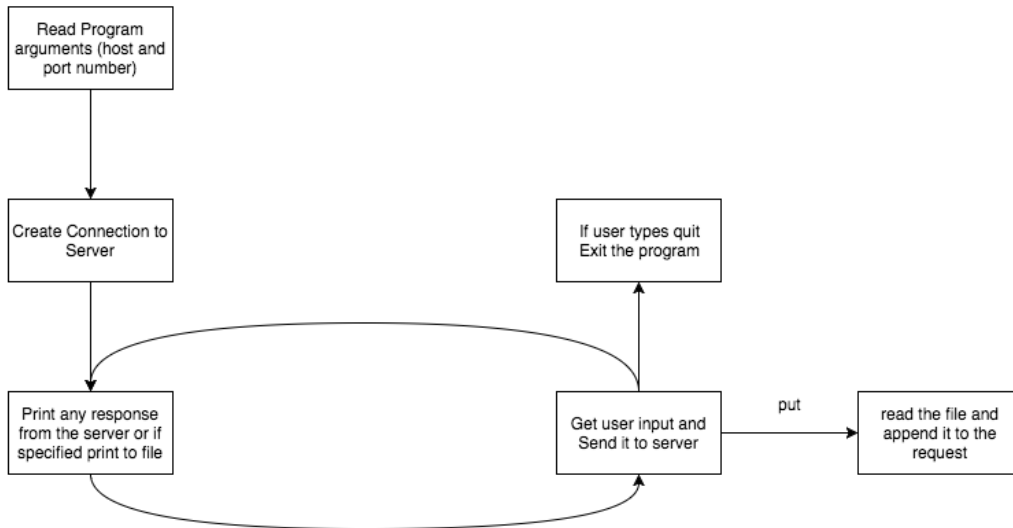 Read Program
arguments (host and
port number)
Create Connection to
Server
If user types quit
Exit the program
Print any response
from the server or if
specified print to file
Get user input and
Send it to server
put
read the file and
append it to the
request